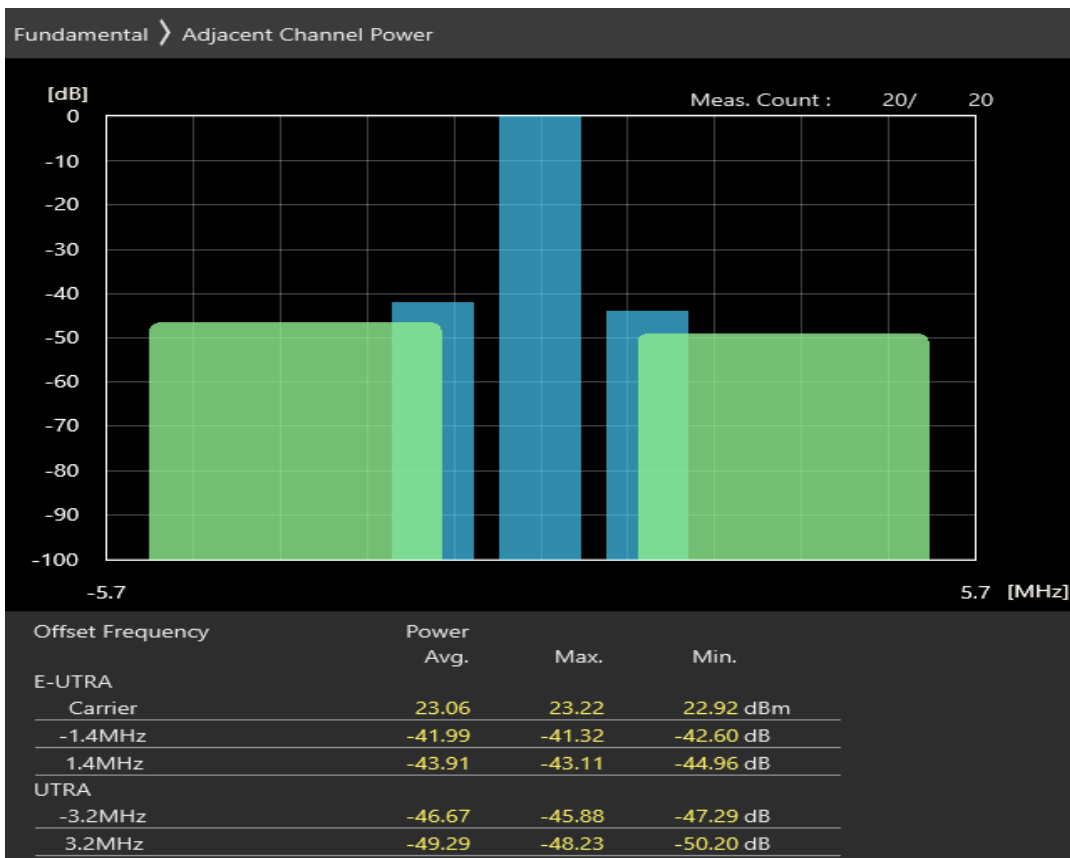 Fundamental 〉 Adjacent Channel Power
[dB]
Meas. Count : 20/ 20
0
-10
-20
-30
-40
-50
-60
-70
-80
-90
-100
-5.7 5.7 [MHz]
Offset Frequency Power
Avg. Max. Min.
E-UTRA
Carrier 23.06 23.22 22.92 dBm
-1.4MHz -41.99 -41.32 -42.60 dB
1.4MHz -43.91 -43.11 -44.96 dB
UTRA
-3.2MHz -46.67 -45.88 -47.29 dB
3.2MHz -49.29 -48.23 -50.20 dB